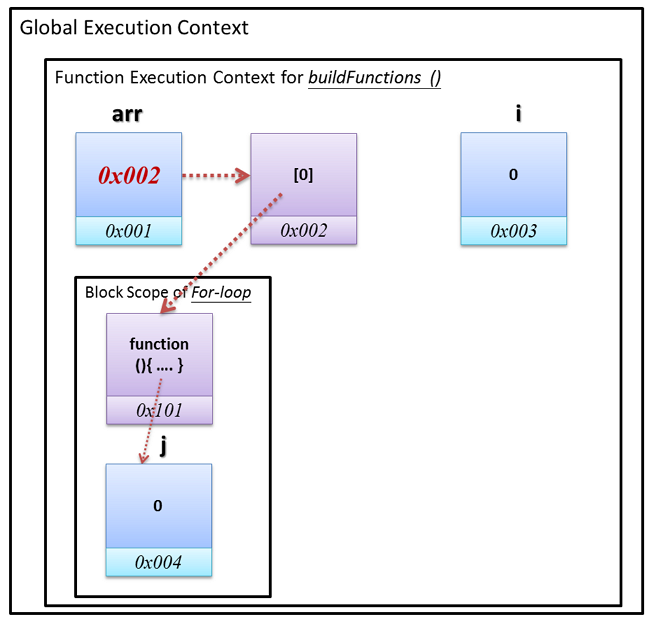 Global Execution Context
Function Execution Context for buildFunctions ()
arr
i
0x002
[0]
0
0x001
0x002
0x003
Block Scope of For-loop
function
(){ .... }
0x101
j
0
0x004